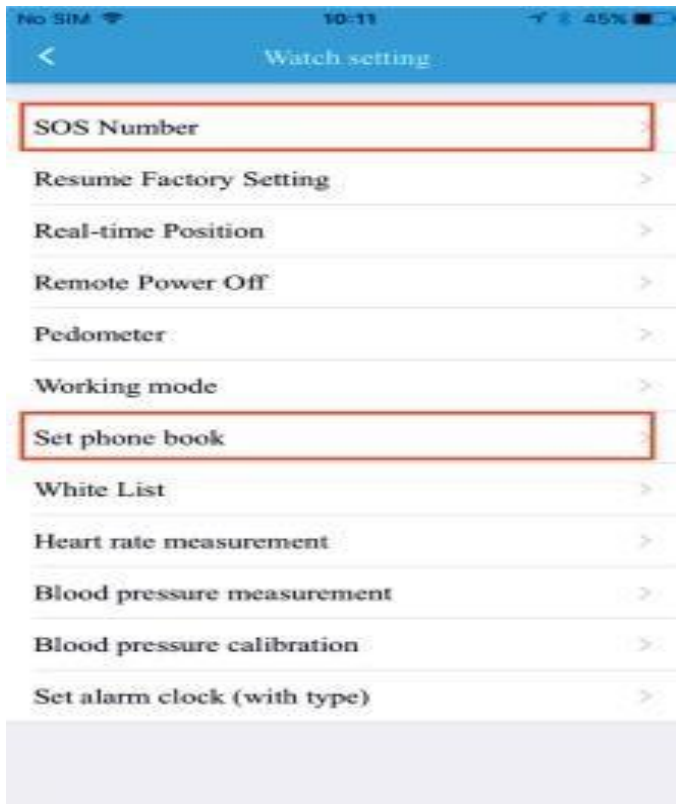 No SIM 10:11 45%
Watch setting
SOS Number
Resume Factory Setting
Real-time Position
Remote Power Off
Pedometer
Working mode
Set phone book
White List
Heart rate measurement
Blood pressure measurement
Blood pressure calibration
Set alarm clock (with type)